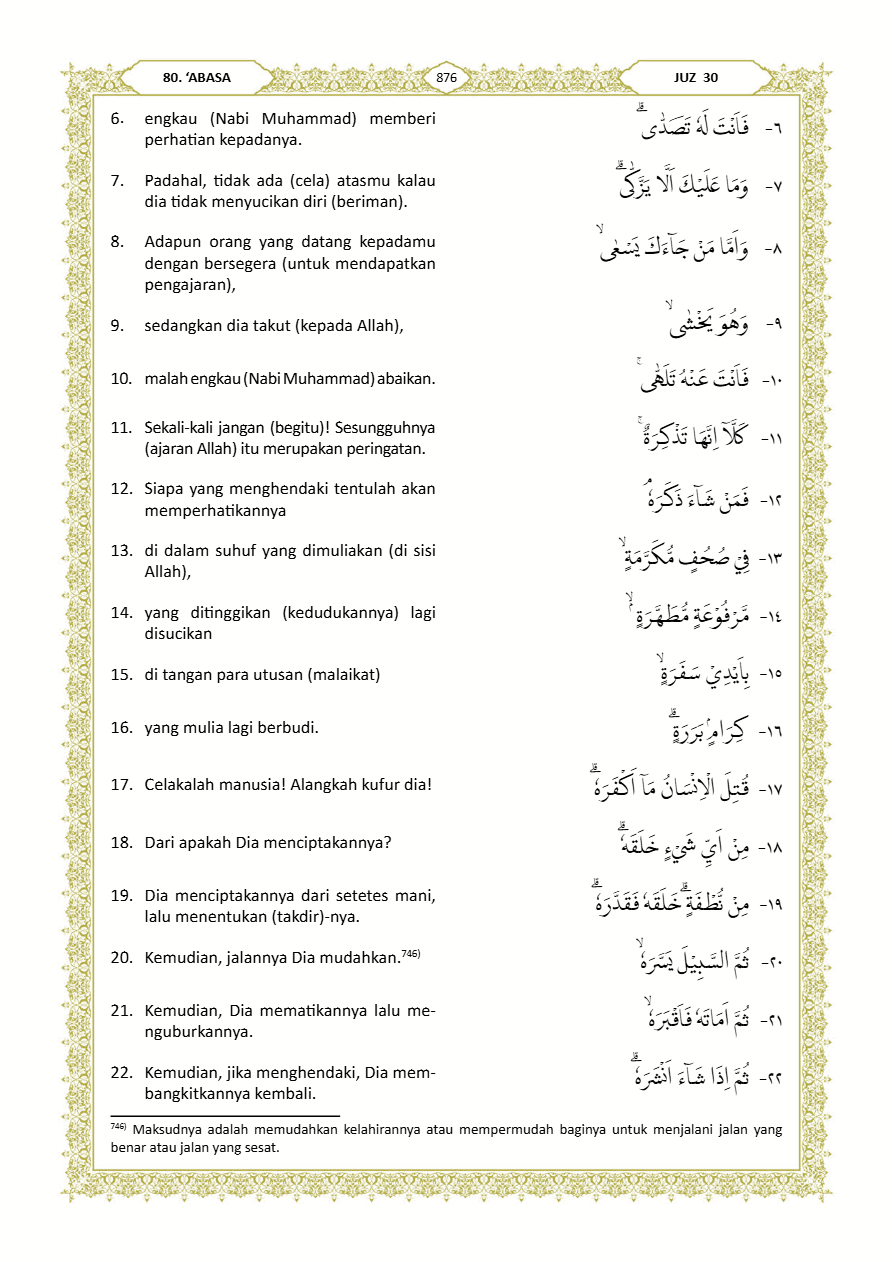 80. ‘ABASA
876
JUZ 30
6. engkau (Nabi Muhammad) memberi
perhatian kepadanya.
فَاَنْتَ لَهٗ تَصَدّٰىۗ -٦
7. Padahal, tidak ada (cela) atasmu kalau
dia tidak menyucikan diri (beriman).
وَمَا عَلَيْكَ اَلَّا يَزَّكّٰىۗ -٧
8. Adapun orang yang datang kepadamu
dengan bersegera (untuk mendapatkan
pengajaran),
وَاَمَّا مَنْ جَاۤءَكَ يَسْعٰىۙ -٨
9. sedangkan dia takut (kepada Allah),
وَهُوَ يَخْشٰىۙ -٩
10. malah engkau (Nabi Muhammad) abaikan.
فَاَنْتَ عَنْهُ تَلَهّٰىۚ -١٠
11. Sekali-kali jangan (begitu)! Sesungguhnya
(ajaran Allah) itu merupakan peringatan.
كَلَّآ اِنَّهَا تَذْكِرَةٌۚ -١١
12. Siapa yang menghendaki tentulah akan
memperhatikannya
فَمَنْ شَاۤءَ ذَكَرَهٗۘ -١٢
13. di dalam suhuf yang dimuliakan (di sisi
Allah),
فِيْ صُحُفٍ مُّكَرَّمَةٍۙ -١٣
14. yang ditinggikan (kedudukannya) lagi
disucikan
مَّرْفُوْعَةٍ مُّطَهَّرَةٍۢۙ -١٤
15. di tangan para utusan (malaikat)
بِاَيْدِيْ سَفَرَةٍۙ -١٥
16. yang mulia lagi berbudi.
كِرَامٍۢ بَرَرَةٍۗ -١٦
17. Celakalah manusia! Alangkah kufur dia!
قُتِلَ الْاِنْسَانُ مَآ اَكْفَرَهٗۗ -١٧
18. Dari apakah Dia menciptakannya?
مِنْ اَيِّ شَيْءٍ خَلَقَهٗۗ -١٨
19. Dia menciptakannya dari setetes mani,
lalu menentukan (takdir)-nya.
مِنْ نُّطْفَةٍۗ خَلَقَهٗ فَقَدَّرَهٗۗ -١٩
20. Kemudian, jalannya Dia mudahkan.746)
ثُمَّ السَّبِيْلَ يَسَّرَهٗۙ -٢٠
21. Kemudian, Dia mematikannya lalu me-
nguburkannya.
ثُمَّ اَمَاتَهٗ فَاَقْبَرَهٗۙ -٢١
22. Kemudian, jika menghendaki, Dia mem-
bangkitkannya kembali.
ثُمَّ اِذَا شَاۤءَ اَنْشَرَهٗۗ -٢٢
746) Maksudnya adalah memudahkan kelahirannya atau mempermudah baginya untuk menjalani jalan yang
benar atau jalan yang sesat.